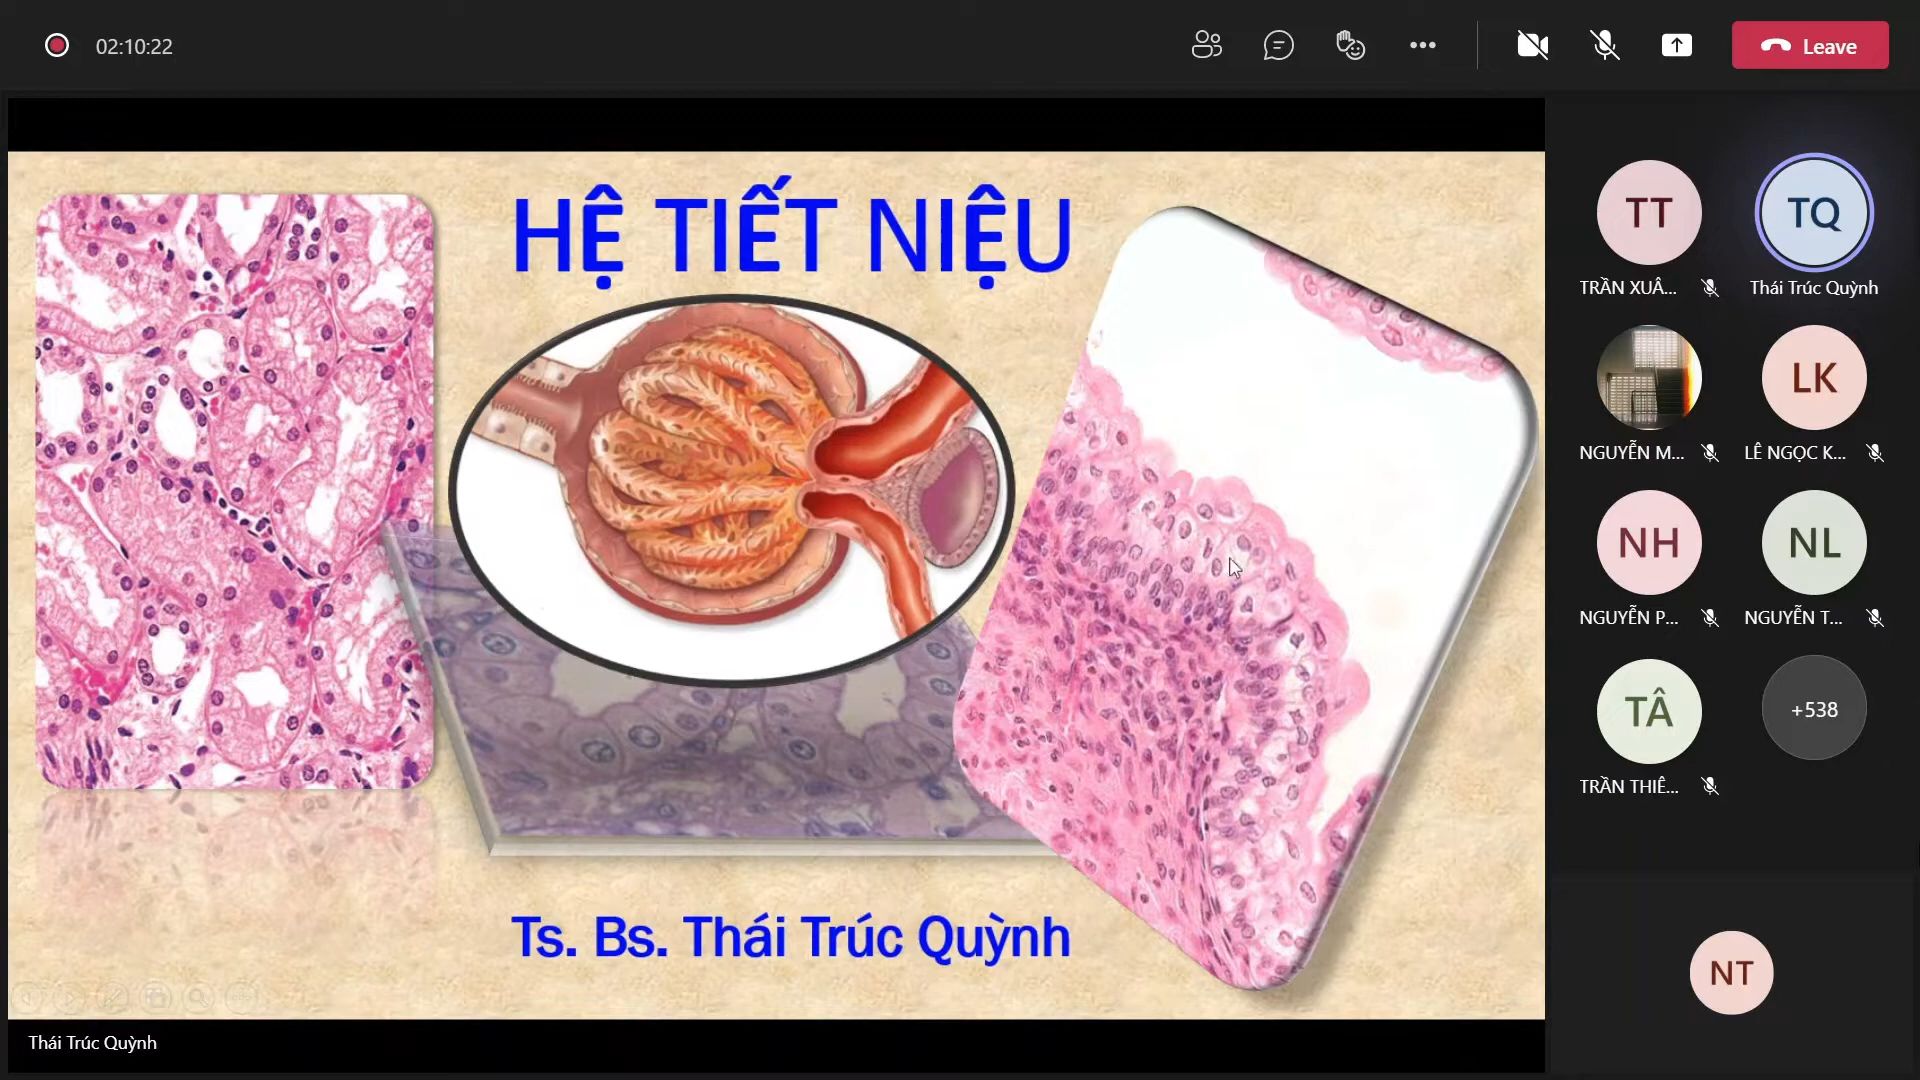 02:10:22
Leave
HỆ TIẾT NIỆU
Ts. Bs. Thái Trúc Quỳnh
Thái Trúc Quỳnh
TT
TQ
TRẦN XUÂ...
Thái Trúc Quỳnh
LK
NGUYỄN M...
LÊ NGỌC K...
NH
NL
NGUYỄN P...
NGUYỄN T...
TÂ
+538
TRẦN THIÊ...
NT